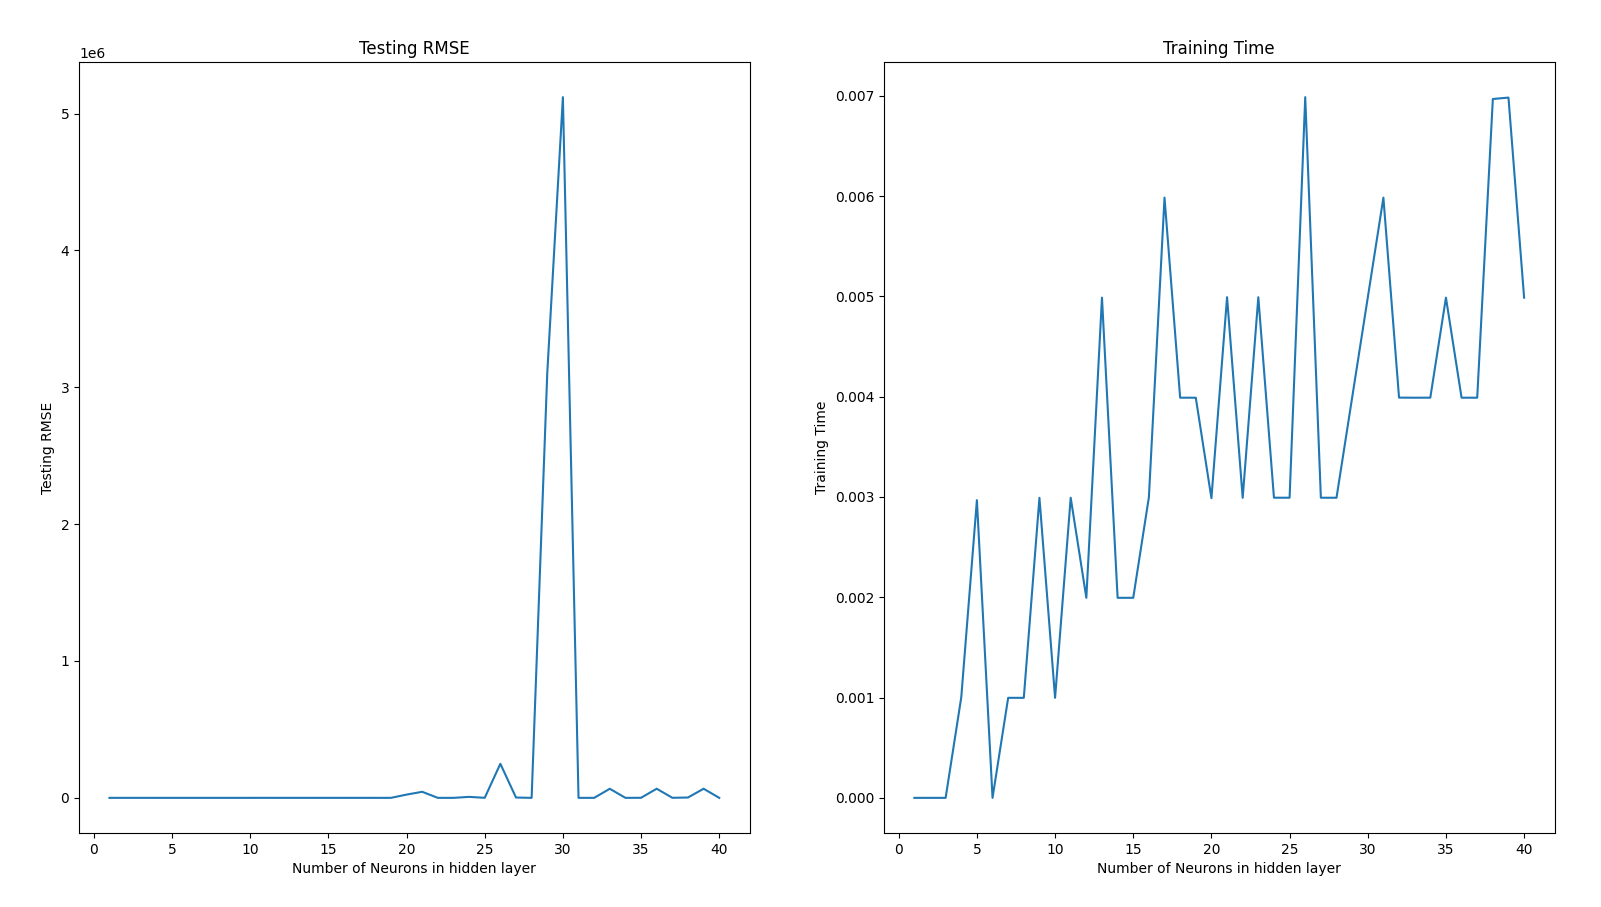 Testing RMSE
1e6
5
4
3
2
1
0
Testing RMSE
0 5 10 15 20 25 30 35 40
Number of Neurons in hidden layer
Training Time
0.007
0.006
0.005
0.004
0.003
0.002
0.001
0.000
Training Time
0 5 10 15 20 25 30 35 40
Number of Neurons in hidden layer